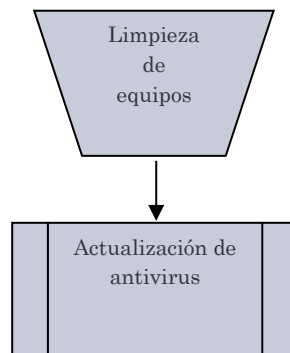 Limpieza
de
equipos
Actualización de
antivirus